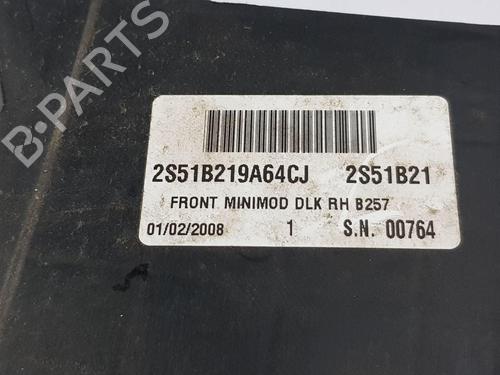 B-PARTS
2S51B219A64CJ 2S51B21
FRONT MINIMOD DLK RH B257
01/02/2008 1 S.N. 00764